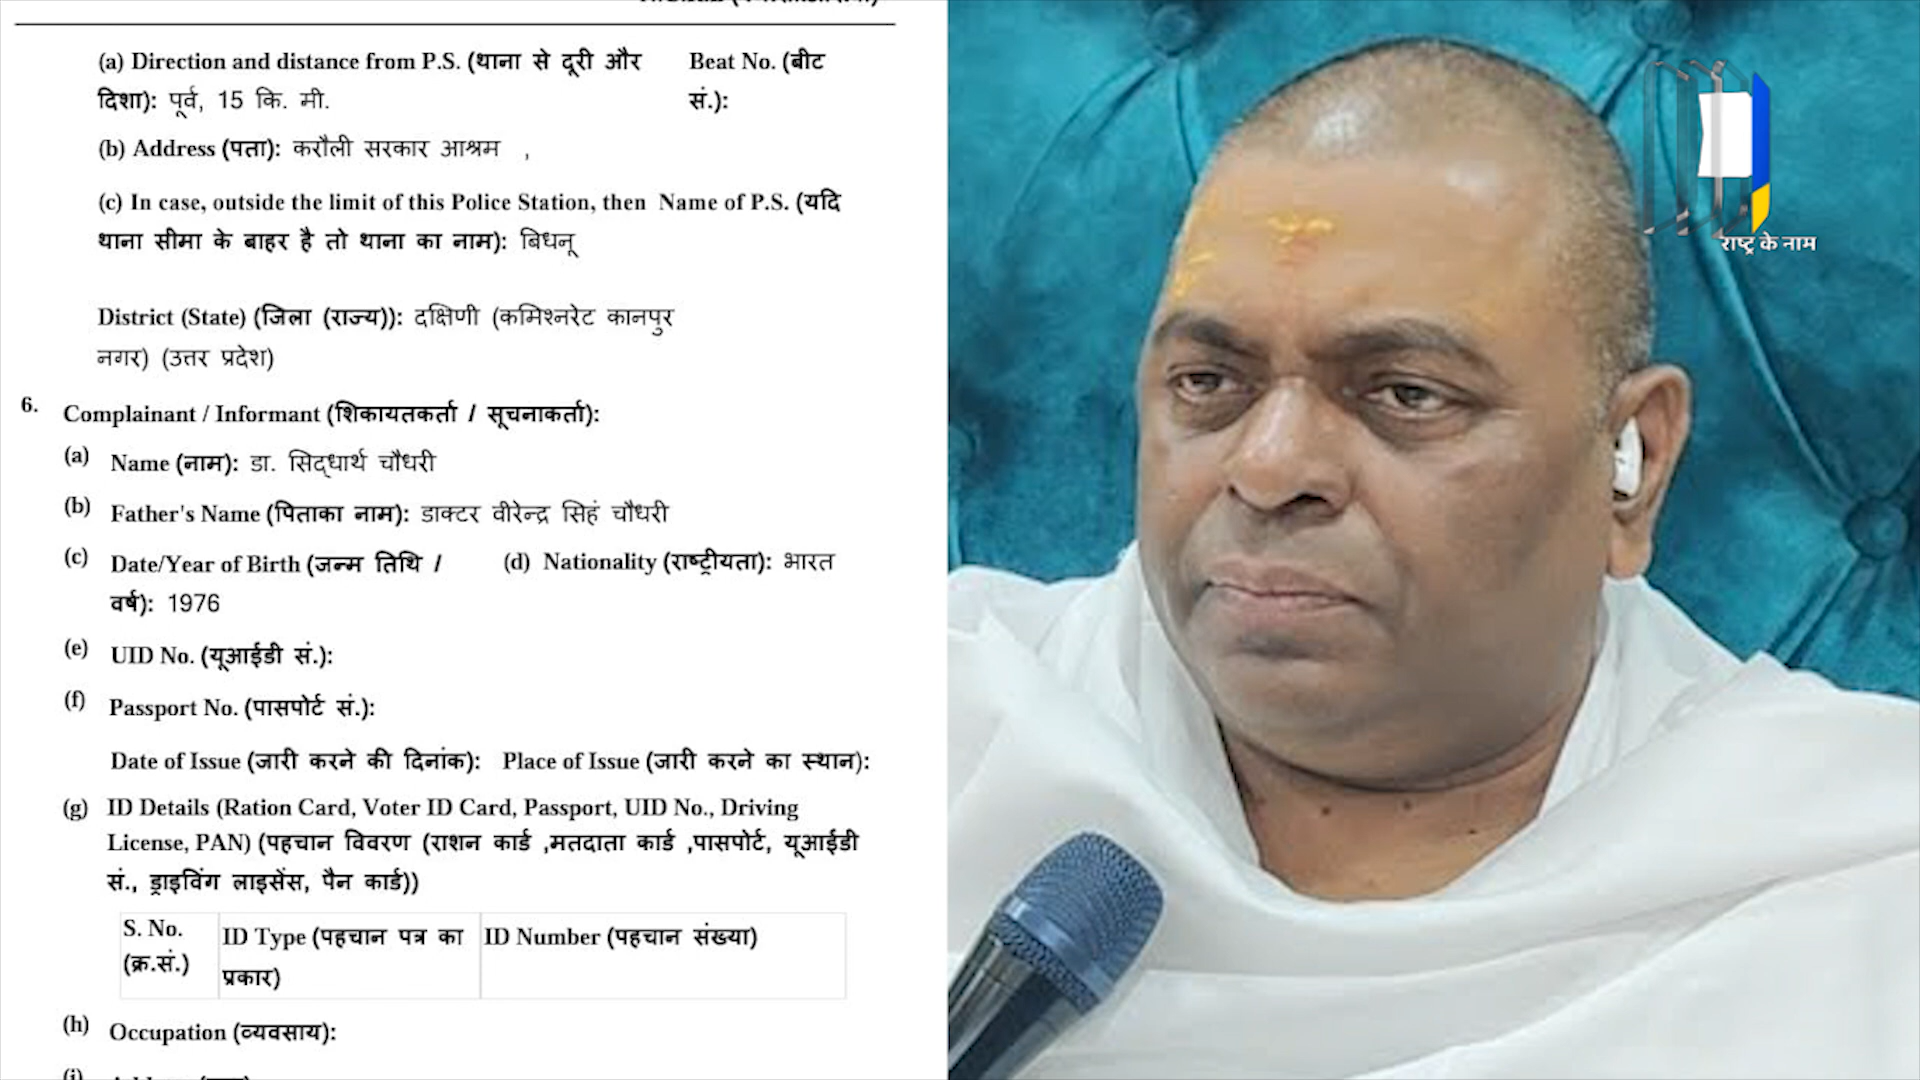 (a) Direction and distance from P.S. (थाना से दूरी और
दिशा): पूर्व, 15 कि. मी.
Beat No. (बीट
सं.):
(b) Address (पता): करौली सरकार आश्रम ,
(c) In case, outside the limit of this Police Station, then Name of P.S. (यदि
थाना सीमा के बाहर है तो थाना का नाम): बिधनू
District (State) (जिला (राज्य)): दक्षिणी (कमिश्नरेट कानपुर
नगर) (उत्तर प्रदेश)
6. Complainant / Informant (शिकायतकर्ता / सूचनाकर्ता):
(a) Name (नाम): डा. सिद्धार्थ चौधरी
(b) Father's Name (पिताका नाम): डाक्टर वीरेन्द्र सिहं चौधरी
(c) Date/Year of Birth (जन्म तिथि /
वर्ष): 1976
(d) Nationality (राष्ट्रीयता): भारत
(e) UID No. (यूआईडी सं.):
(f) Passport No. (पासपोर्ट सं.):
Date of Issue (जारी करने की दिनांक): Place of Issue (जारी करने का स्थान):
(g) ID Details (Ration Card, Voter ID Card, Passport, UID No., Driving
License, PAN) (पहचान विवरण (राशन कार्ड ,मतदाता कार्ड ,पासपोर्ट, यूआईडी
सं., ड्राइविंग लाइसेंस, पैन कार्ड))
S. No.
(क्र.सं.)
ID Type (पहचान पत्र का
प्रकार)
ID Number (पहचान संख्या)
(h) Occupation (व्यवसाय):
राष्ट्र के नाम